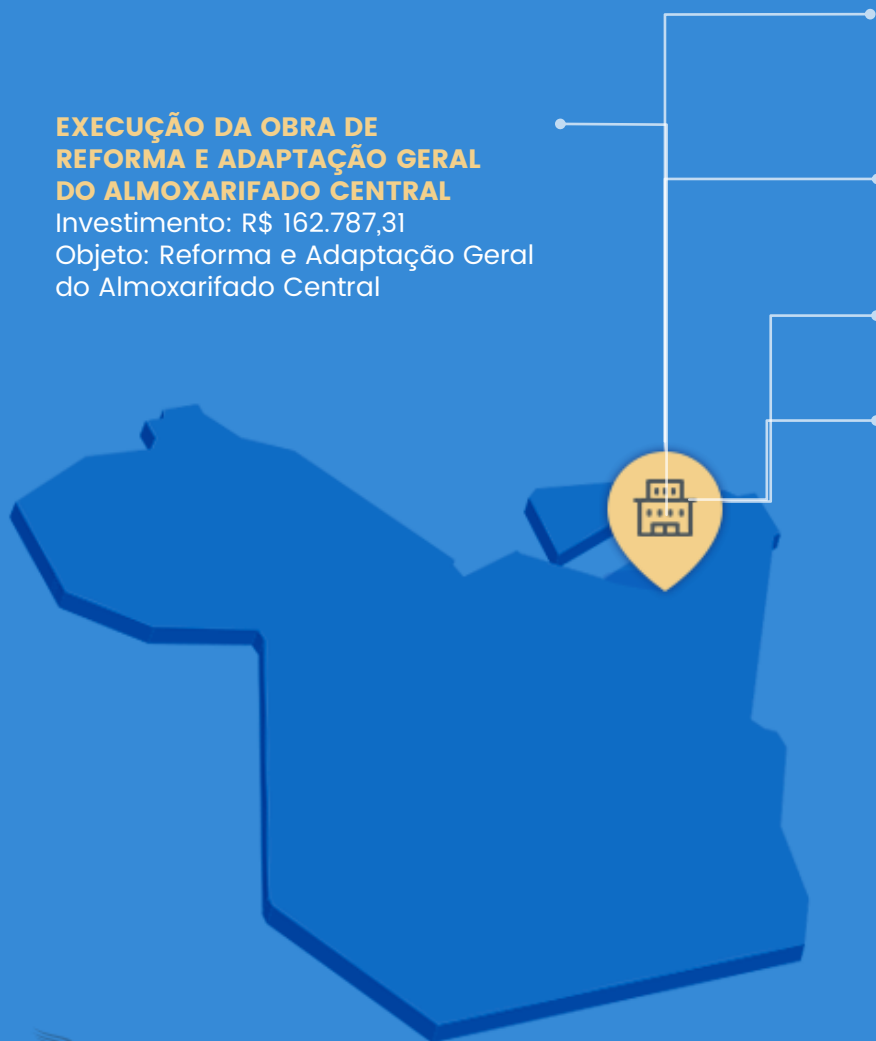 EXECUÇÃO DA OBRA DE
REFORMA E ADAPTAÇÃO GERAL
DO ALMOXARIFADO CENTRAL
Investimento: R$ 162.787,31
Objeto: Reforma e Adaptação Geral
do Almoxarifado Central